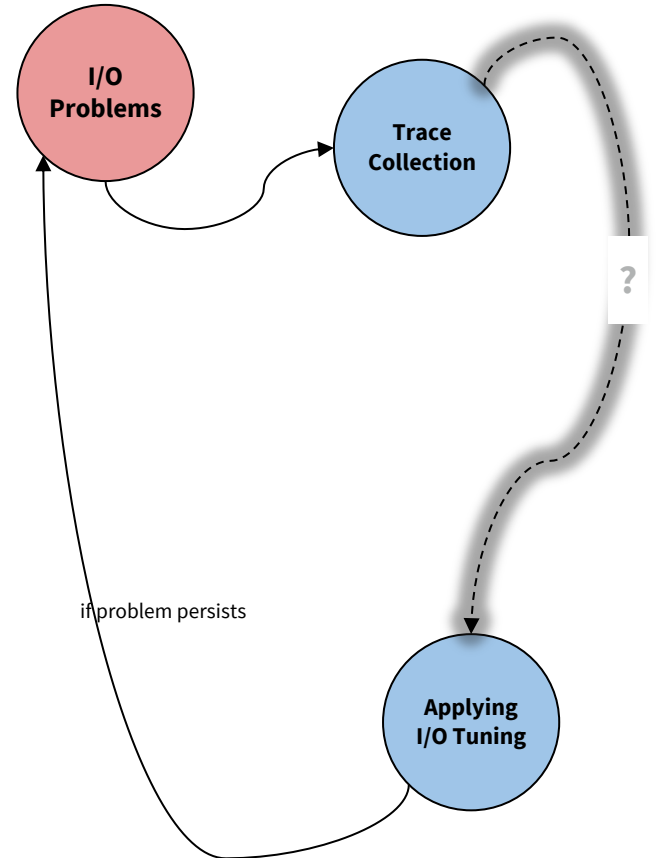 I/O
Problems
Trace
Collection
?
if problem persists
Applying
I/O Tuning